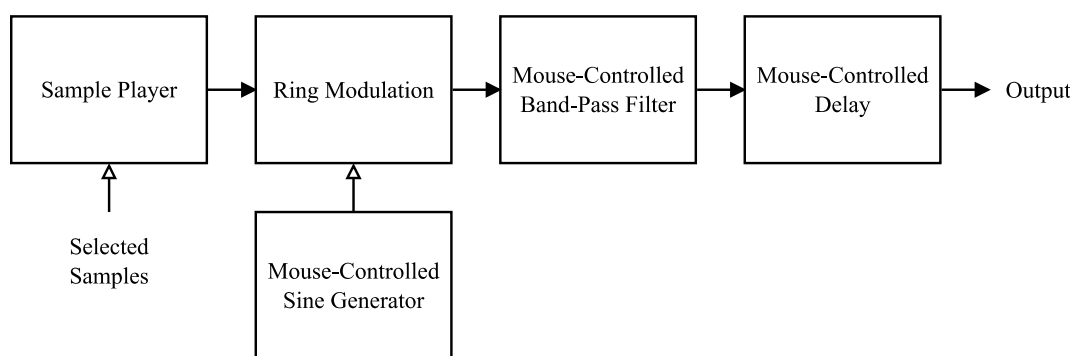 Sample Player
Ring Modulation
Mouse-Controlled
Band-Pass Filter
Mouse-Controlled
Delay
Output
Selected
Samples
Mouse-Controlled
Sine Generator